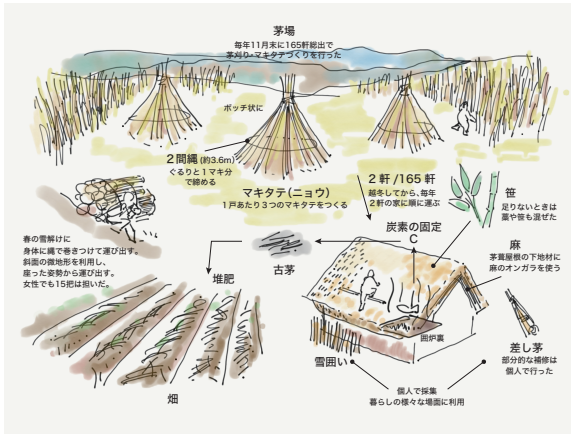 茅場
毎年11月末に165軒総出で
茅刈り・マキタテづくりを行った
ボッチ状に
2間縄(約3.6m)
ぐるりと1マキ分
で締める
マキタテ(ニョウ)
1戸あたり3つのマキタテをつくる
2軒/165軒
越冬してから、毎年
2軒の家に順に運ぶ
笹
足りないときは
藁や笹も混ぜた
炭素の固定
C
麻
茅葺屋根の下地材に
麻のオンガラを使う
春の雪解けに
身体に縄で巻きつけて運び出す。
斜面の微地形を利用し、
座った姿勢から運び出す。
女性でも15把は担いだ。
古茅
堆肥
畑
囲炉裏
雪囲い
差し茅
部分的な補修は
個人で行った
個人で採集
暮らしの様々な場面に利用